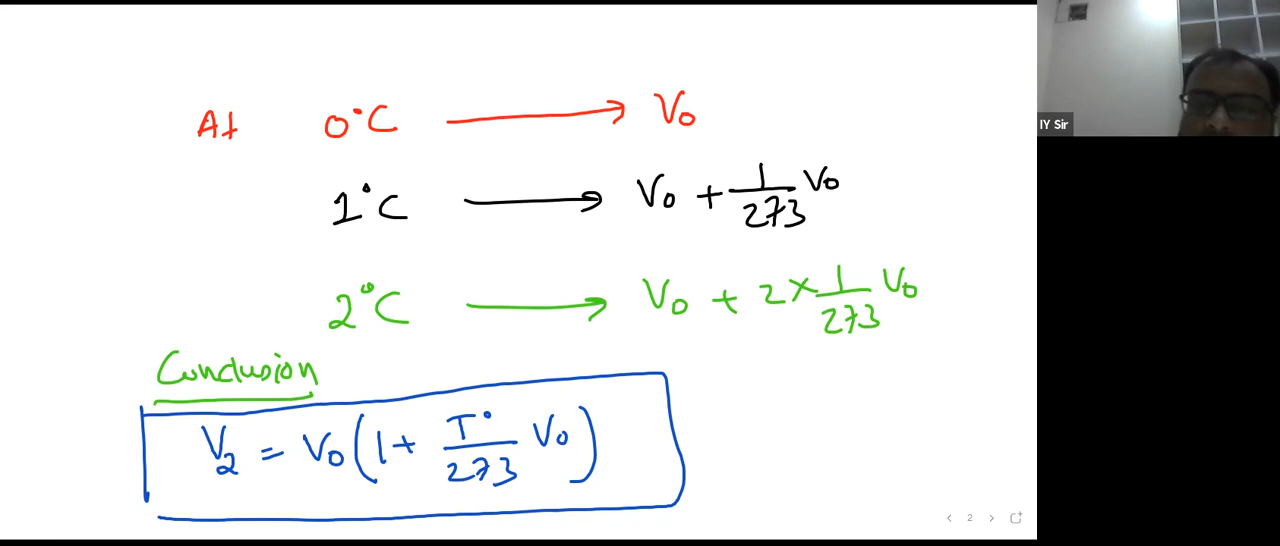 At 0°C ⟶ V₀
1°C ⟶ V₀ + 1/273 V₀
2°C ⟶ V₀ + 2 × 1/273 V₀
Conclusion
V₂ = V₀ (1 + T°/273 V₀)
IY Sir
2